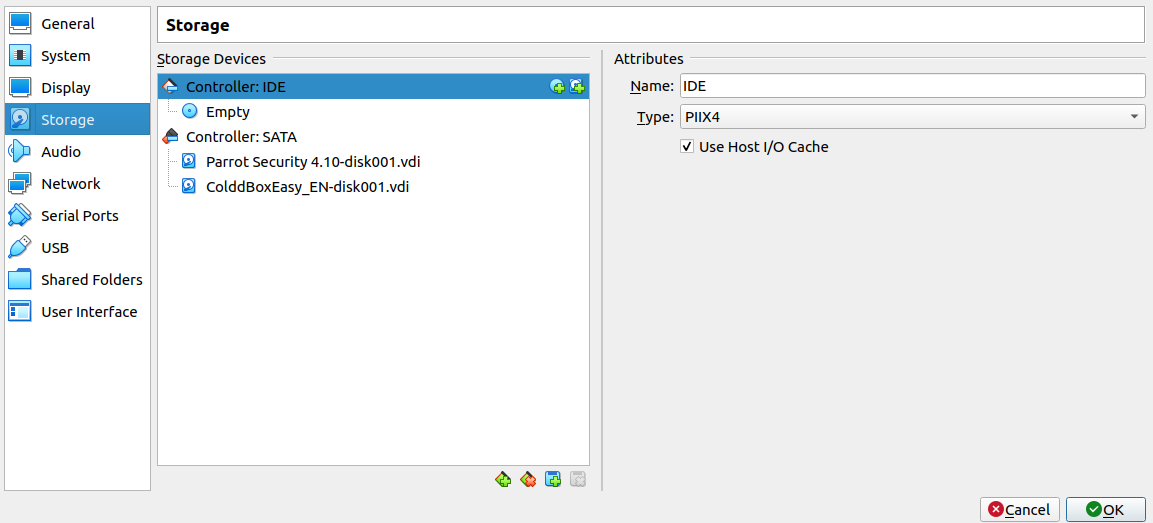 General
System
Display
Storage
Audio
Network
Serial Ports
USB
Shared Folders
User Interface
Storage
Storage Devices
Controller: IDE
Empty
Controller: SATA
Parrot Security 4.10-disk001.vdi
ColddBoxEasy_EN-disk001.vdi
Attributes
Name: IDE
Type: PIIX4
Use Host I/O Cache
Cancel
OK